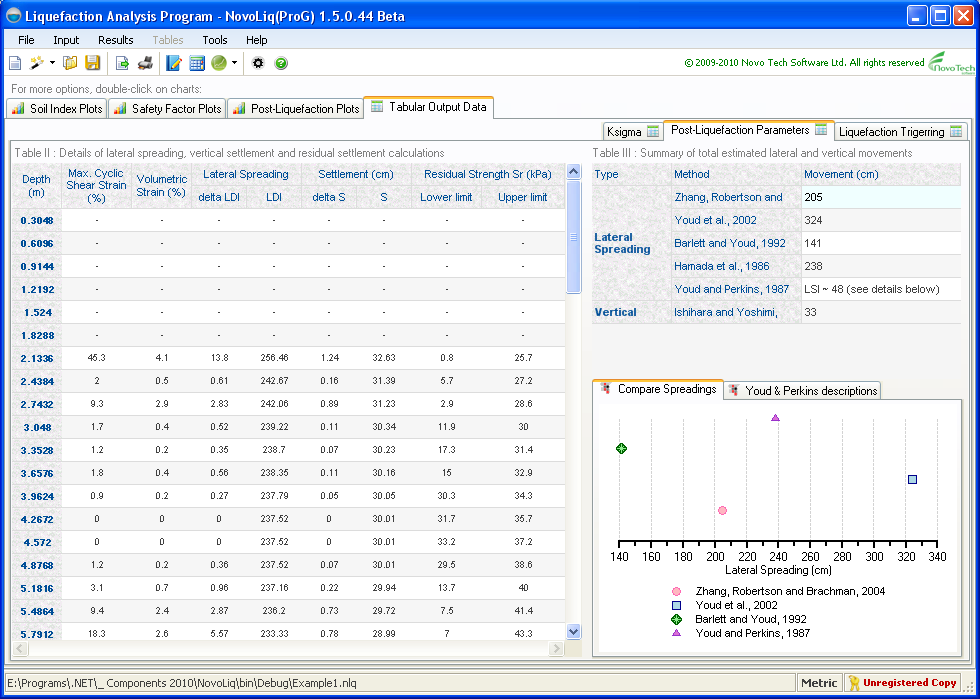 Liquefaction Analysis Program - NovoLiq(ProG) 1.5.0.44 Beta
File Input Results Tables Tools Help
© 2009-2010 Novo Tech Software Ltd. All rights reserved
NovoTech
For more options, double-click on charts:
Soil Index Plots Safety Factor Plots Post-Liquefaction Plots Tabular Output Data
Ksigma Post-Liquefaction Parameters Liquefaction Trigerring
Table II : Details of lateral spreading, vertical settlement and residual settlement calculations
Depth (m) Max. Cyclic Shear Strain (%) Volumetric Strain (%) Lateral Spreading Settlement (cm) Residual Strength Sr (kPa)
delta LDI LDI delta S S Lower limit Upper limit
0.3048 - - - - - - - -
0.6096 - - - - - - - -
0.9144 - - - - - - - -
1.2192 - - - - - - - -
1.524 - - - - - - - -
1.8288 - - - - - - - -
2.1336 45.3 4.1 13.8 256.46 1.24 32.63 0.8 25.7
2.4384 2 0.5 0.61 242.67 0.16 31.39 5.7 27.2
2.7432 9.3 2.9 2.83 242.06 0.89 31.23 2.9 28.6
3.048 1.7 0.4 0.52 239.22 0.11 30.34 11.9 30
3.3528 1.2 0.2 0.35 238.7 0.07 30.23 17.3 31.4
3.6576 1.8 0.4 0.56 238.35 0.11 30.16 15 32.9
3.9624 0.9 0.2 0.27 237.79 0.05 30.05 30.3 34.3
4.2672 0 0 0 237.52 0 30.01 31.7 35.7
4.572 0 0 0 237.52 0 30.01 33.2 37.2
4.8768 1.2 0.2 0.36 237.52 0.07 30.01 29.5 38.6
5.1816 3.1 0.7 0.96 237.16 0.22 29.94 13.7 40
5.4864 9.4 2.4 2.87 236.2 0.73 29.72 7.5 41.4
5.7912 18.3 2.6 5.57 233.33 0.78 28.99 7 43.3
Table III : Summary of total estimated lateral and vertical movements
Type Method Movement (cm)
Lateral Spreading
Zhang, Robertson and 205
Youd et al., 2002 324
Barlett and Youd, 1992 141
Hamada et al., 1986 238
Youd and Perkins, 1987 LSI ~ 48 (see details below)
Vertical Ishihara and Yoshimi, 33
Compare Spreadings Youd & Perkins descriptions
140 160 180 200 220 240 260 280 300 320 340
Lateral Spreading (cm)
Zhang, Robertson and Brachman, 2004
Youd et al., 2002
Barlett and Youd, 1992
Youd and Perkins, 1987
E:\Programs\.NET\_ Components 2010\NovoLiq\bin\Debug\Example1.nlq
Metric Unregistered Copy